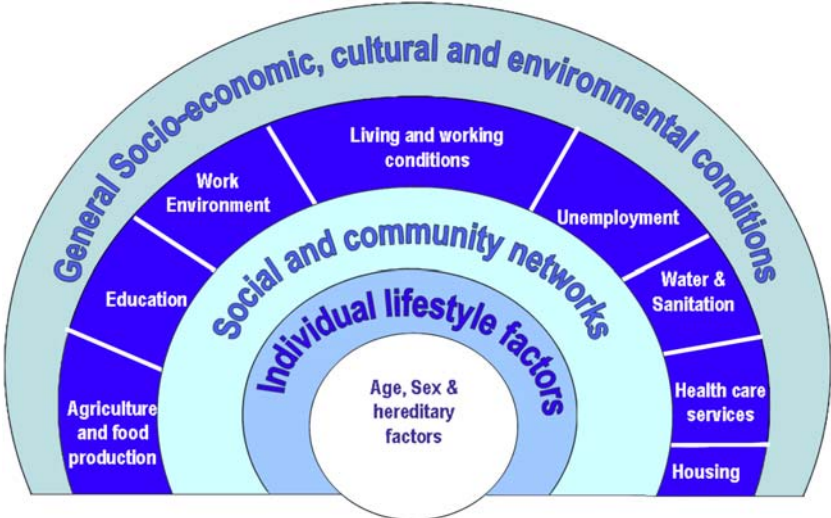 General Socio-economic, cultural and environmental conditions
Living and working
conditions
Work
Environment
Unemployment
Education
Water &
Sanitation
Agriculture
and food
production
Health care
services
Housing
Social and community networks
Individual lifestyle factors
Age, Sex &
hereditary
factors